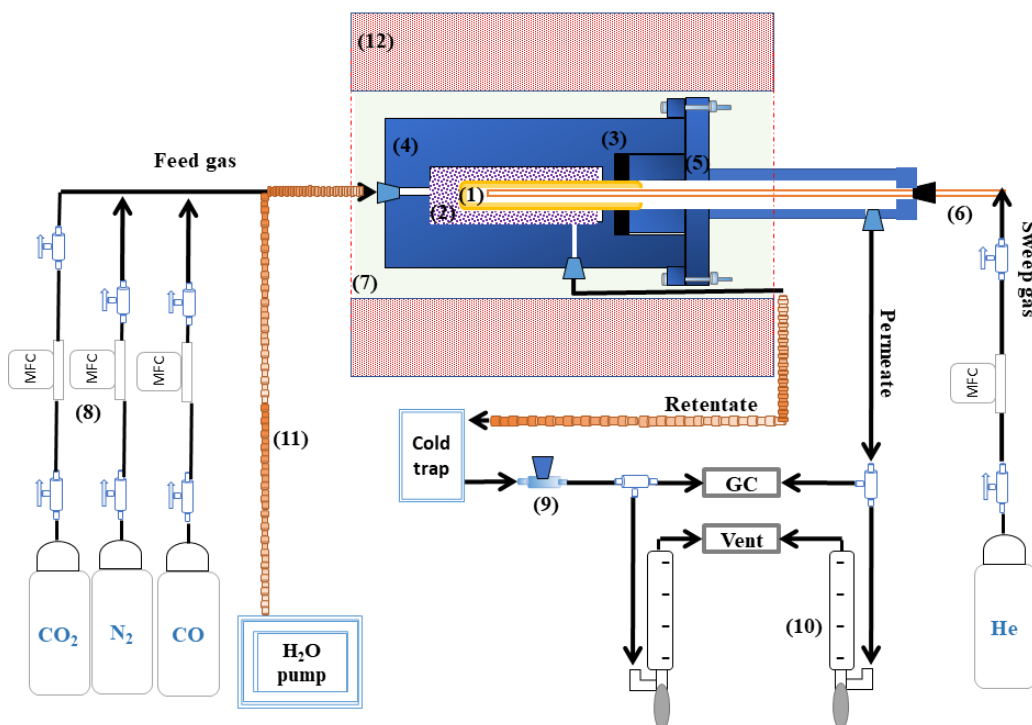 (12)
(3)
(4)
(5)
Feed gas
(1)
(2)
(6)
Sweep gas
(7)
Permeate
MFC
MFC
MFC
MFC
(8)
Retentate
(11)
Cold
trap
(9)
GC
Vent
CO₂
N₂
CO
(10)
He
H₂O
pump